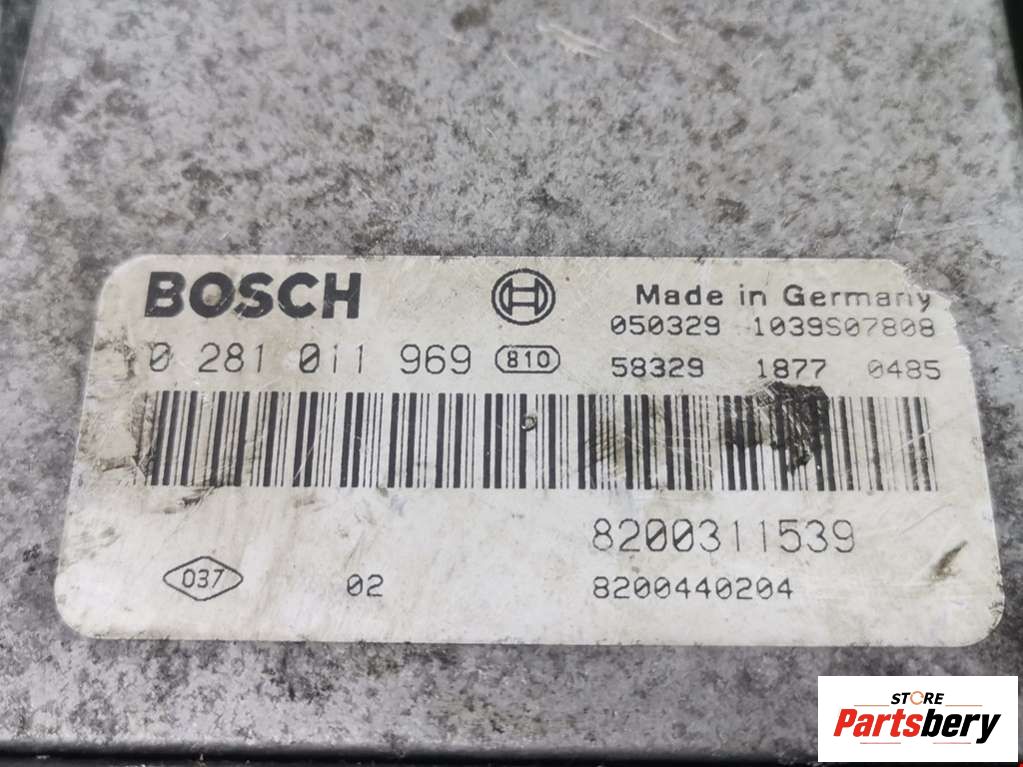 BOSCH
Made in Germany
050329 1039S07808
0 281 011 969 810
58329 1877 0485
8200311539
037 02 8200440204
STORE
Partsbery